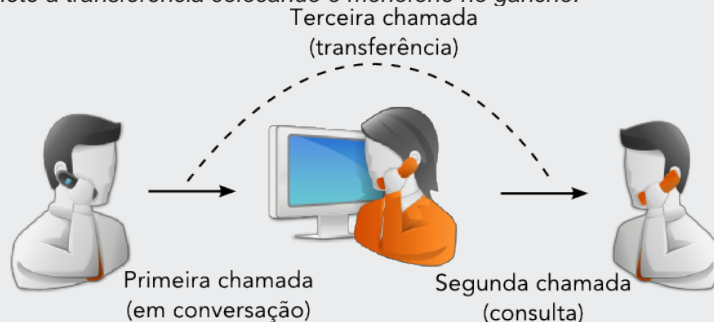 a transferência colocando o monofone no gancho.
Terceira chamada
(transferência)
Primeira chamada
(em conversação)
Segunda chamada
(consulta)